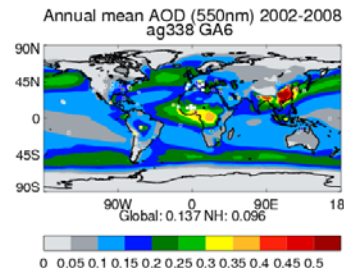 Annual mean AOD (550nm) 2002-2008
ag338 GA6
90N
45N
0
45S
90S
90W 0 90E 18
Global: 0.137 NH: 0.096
0 0.05 0.1 0.15 0.2 0.25 0.3 0.35 0.4 0.45 0.5